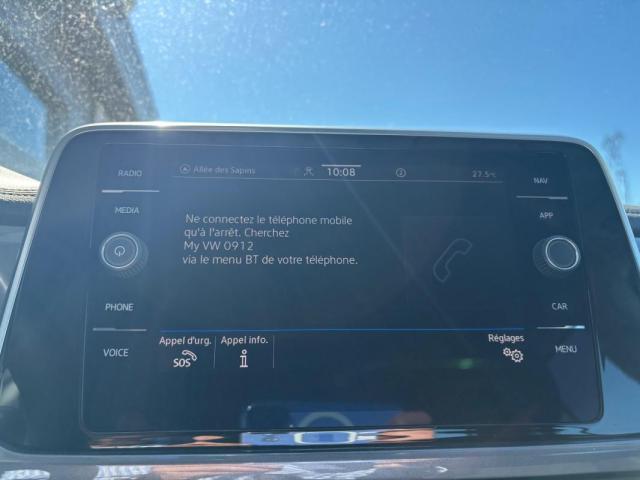 RADIO
Allée des Sapins
10:08
27.5°C
NAV
MEDIA
APP
Ne connectez le téléphone mobile
qu'à l'arrêt. Cherchez
My VW 0912
via le menu BT de votre téléphone.
PHONE
CAR
Appel d'urg.
Appel info.
Réglages
VOICE
SOS
MENU